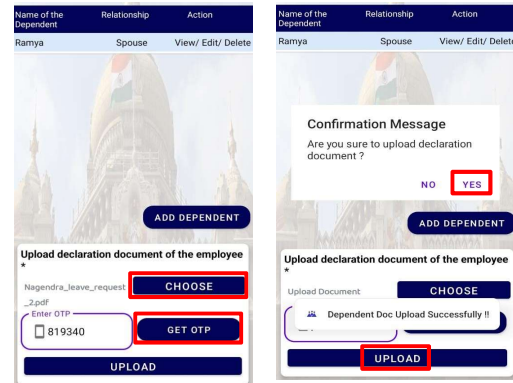 Name of the Relationship Action
Dependent
Ramya Spouse View/ Edit/ Delete
ADD DEPENDENT
Upload declaration document of the employee
*
Nagendra_leave_request CHOOSE
_2.pdf
Enter OTP
819340 GET OTP
UPLOAD
Name of the Relationship Action
Dependent
Ramya Spouse View/ Edit/ Delete
Confirmation Message
Are you sure to upload declaration
document ?
NO YES
ADD DEPENDENT
Upload declaration document of the employee
*
Upload Document CHOOSE
Dependent Doc Upload Successfully !!
UPLOAD